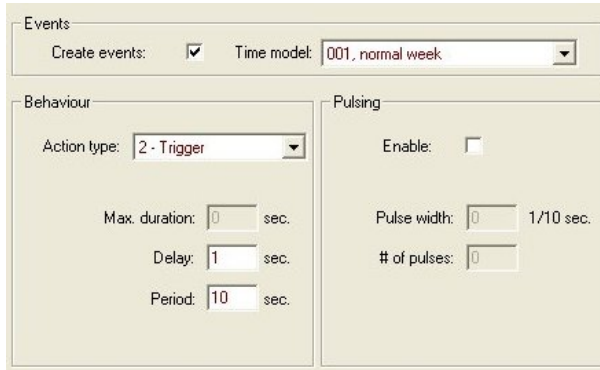 Events
Create events: Time model: 001, normal week
Behaviour
Action type: 2 - Trigger
Max. duration: 0 sec.
Delay: 1 sec.
Period: 10 sec.
Pulsing
Enable:
Pulse width: 0 1/10 sec.
# of pulses: 0